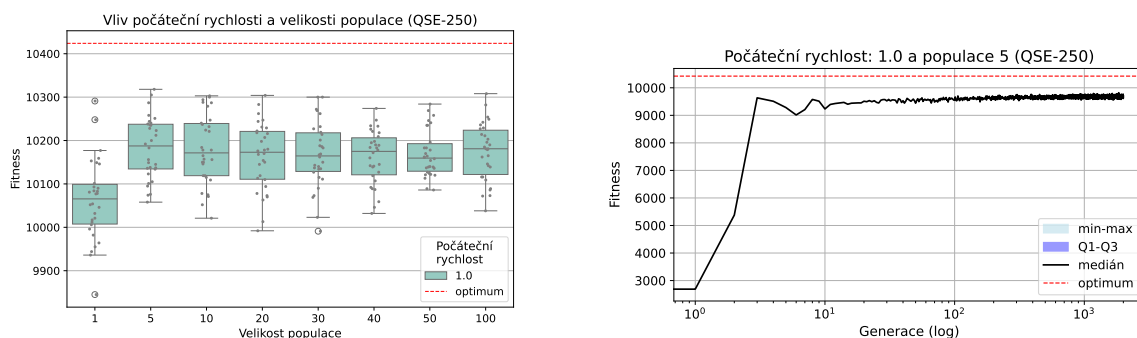 Vliv počáteční rychlosti a velikosti populace (QSE-250)
10400
10300
10200
10100
10000
9900
Fitness
Počáteční
rychlost
1.0
optimum
1 5 10 20 30 40 50 100
Velikost populace
Počáteční rychlost: 1.0 a populace 5 (QSE-250)
10000
9000
8000
7000
6000
5000
4000
3000
Fitness
min-max
Q1-Q3
medián
optimum
10⁰ 10¹ 10² 10³
Generace (log)